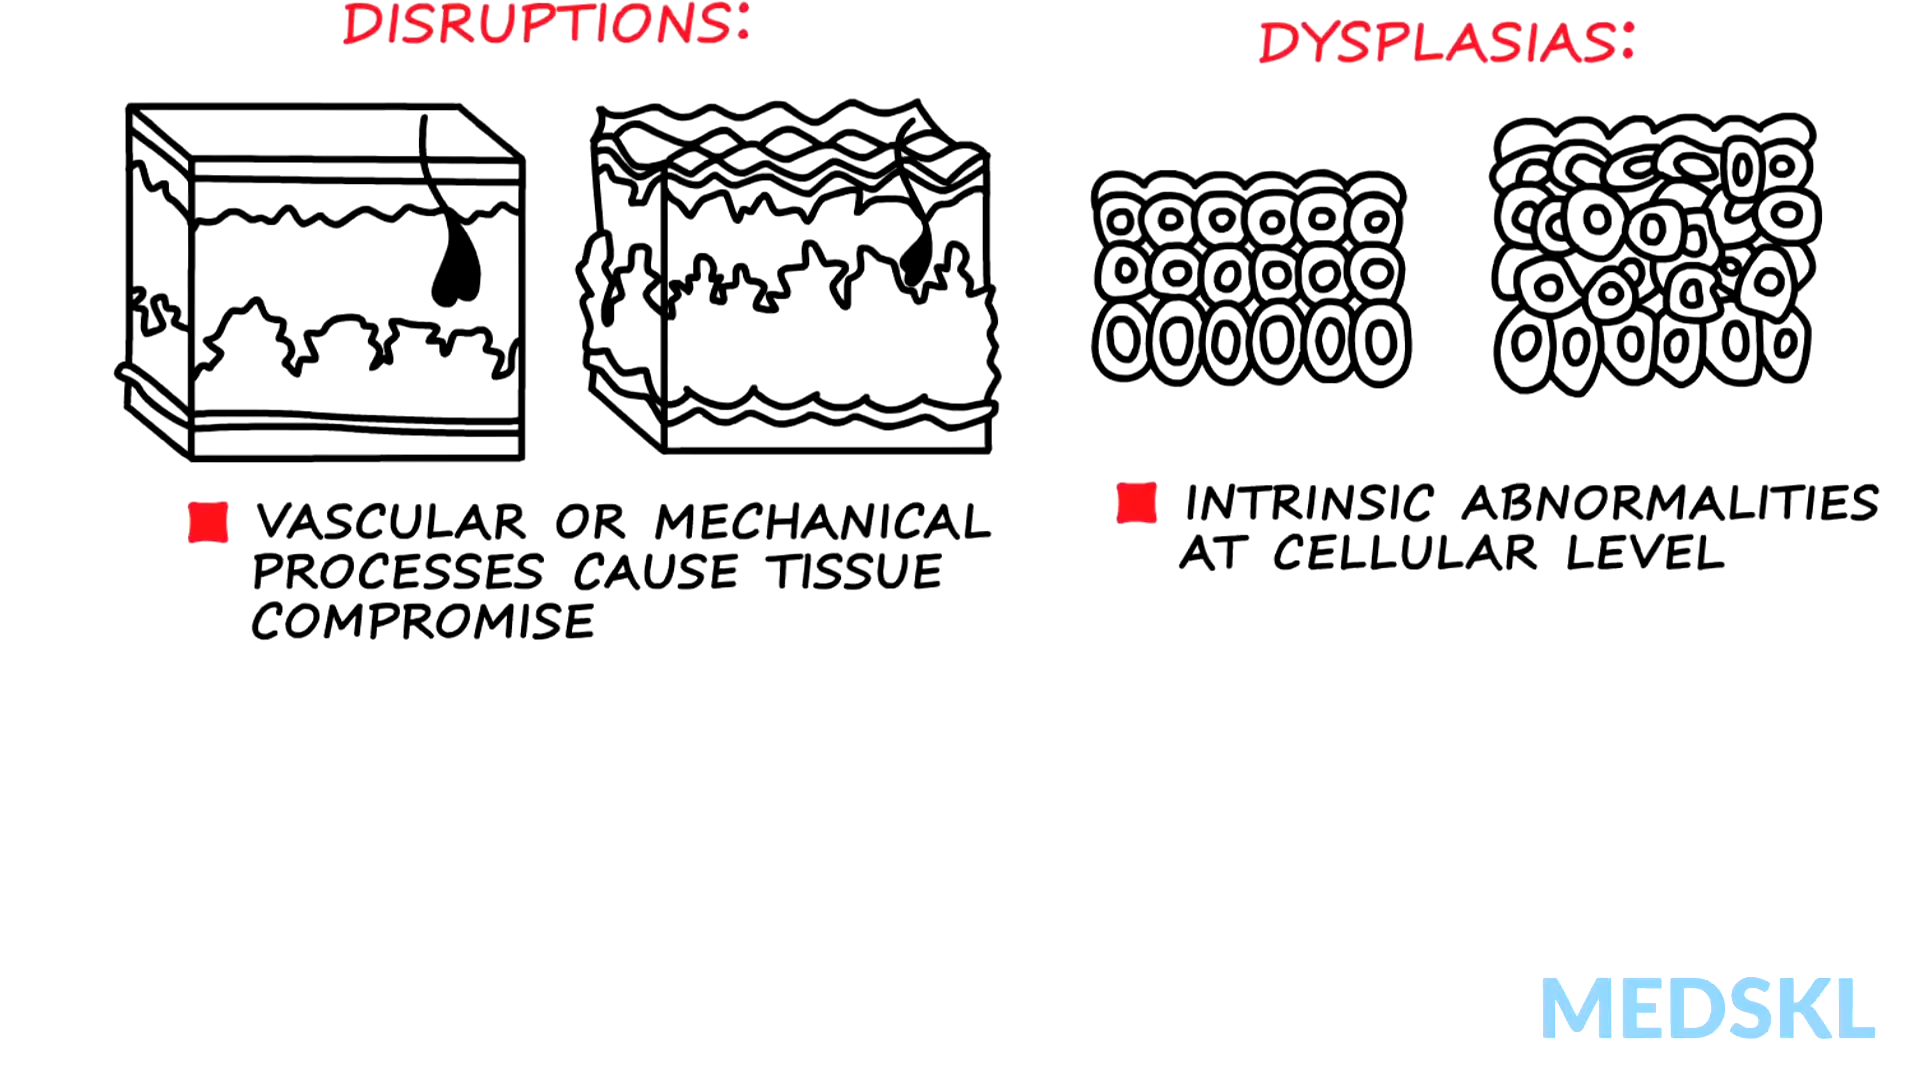 DISRUPTIONS:
VASCULAR OR MECHANICAL
PROCESSES CAUSE TISSUE
COMPROMISE
DYSPLASIAS:
INTRINSIC ABNORMALITIES
AT CELLULAR LEVEL
MEDSKL